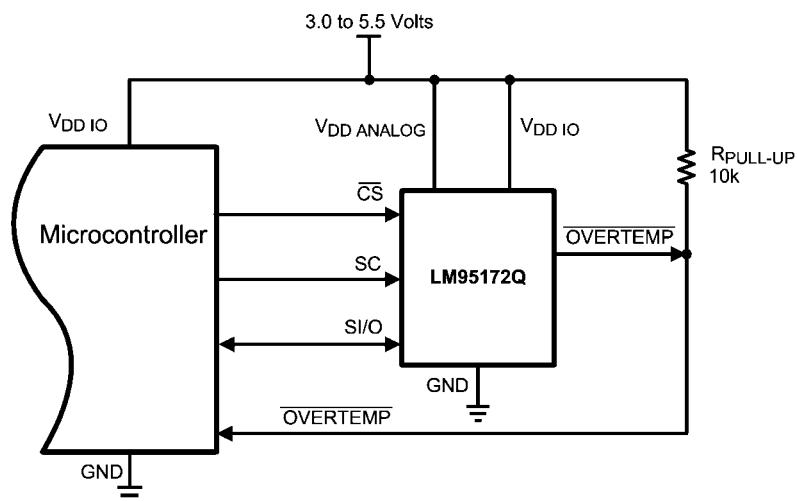 3.0 to 5.5 Volts
VDD IO
VDD ANALOG
VDD IO
RPULL-UP
10k
CS
Microcontroller
OVERTEMP
SC
LM95172Q
SI/O
GND
OVERTEMP
GND